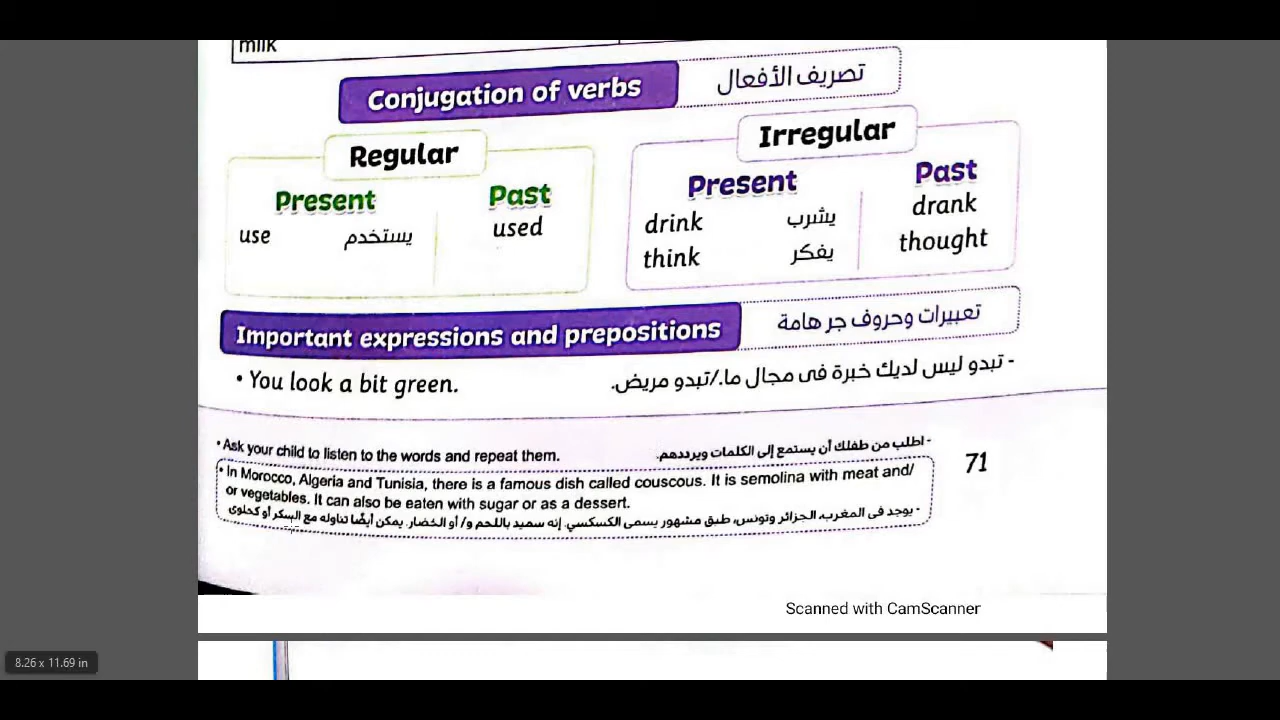 milk
Conjugation of verbs
تصريف الأفعال
Regular
Present
Past
use
يستخدم
used
Irregular
Present
Past
drink
يشرب
drank
think
يفكر
thought
Important expressions and prepositions
تعبيرات وحروف جر هامة
• You look a bit green.
- تبدو ليس لديك خبرة فى مجال ما./تبدو مريض.
• Ask your child to listen to the words and repeat them.
- اطلب من طفلك أن يستمع إلى الكلمات ويرددهم.
71
• In Morocco, Algeria and Tunisia, there is a famous dish called couscous. It is semolina with meat and/
or vegetables. It can also be eaten with sugar or as a dessert.
- يوجد فى المغرب، الجزائر وتونس، طبق مشهور يسمى الكسكسي. إنه سميد باللحم و/ أو الخضار. يمكن أيضًا تناوله مع السكر أو كحلوى
Scanned with CamScanner
8.26 x 11.69 in